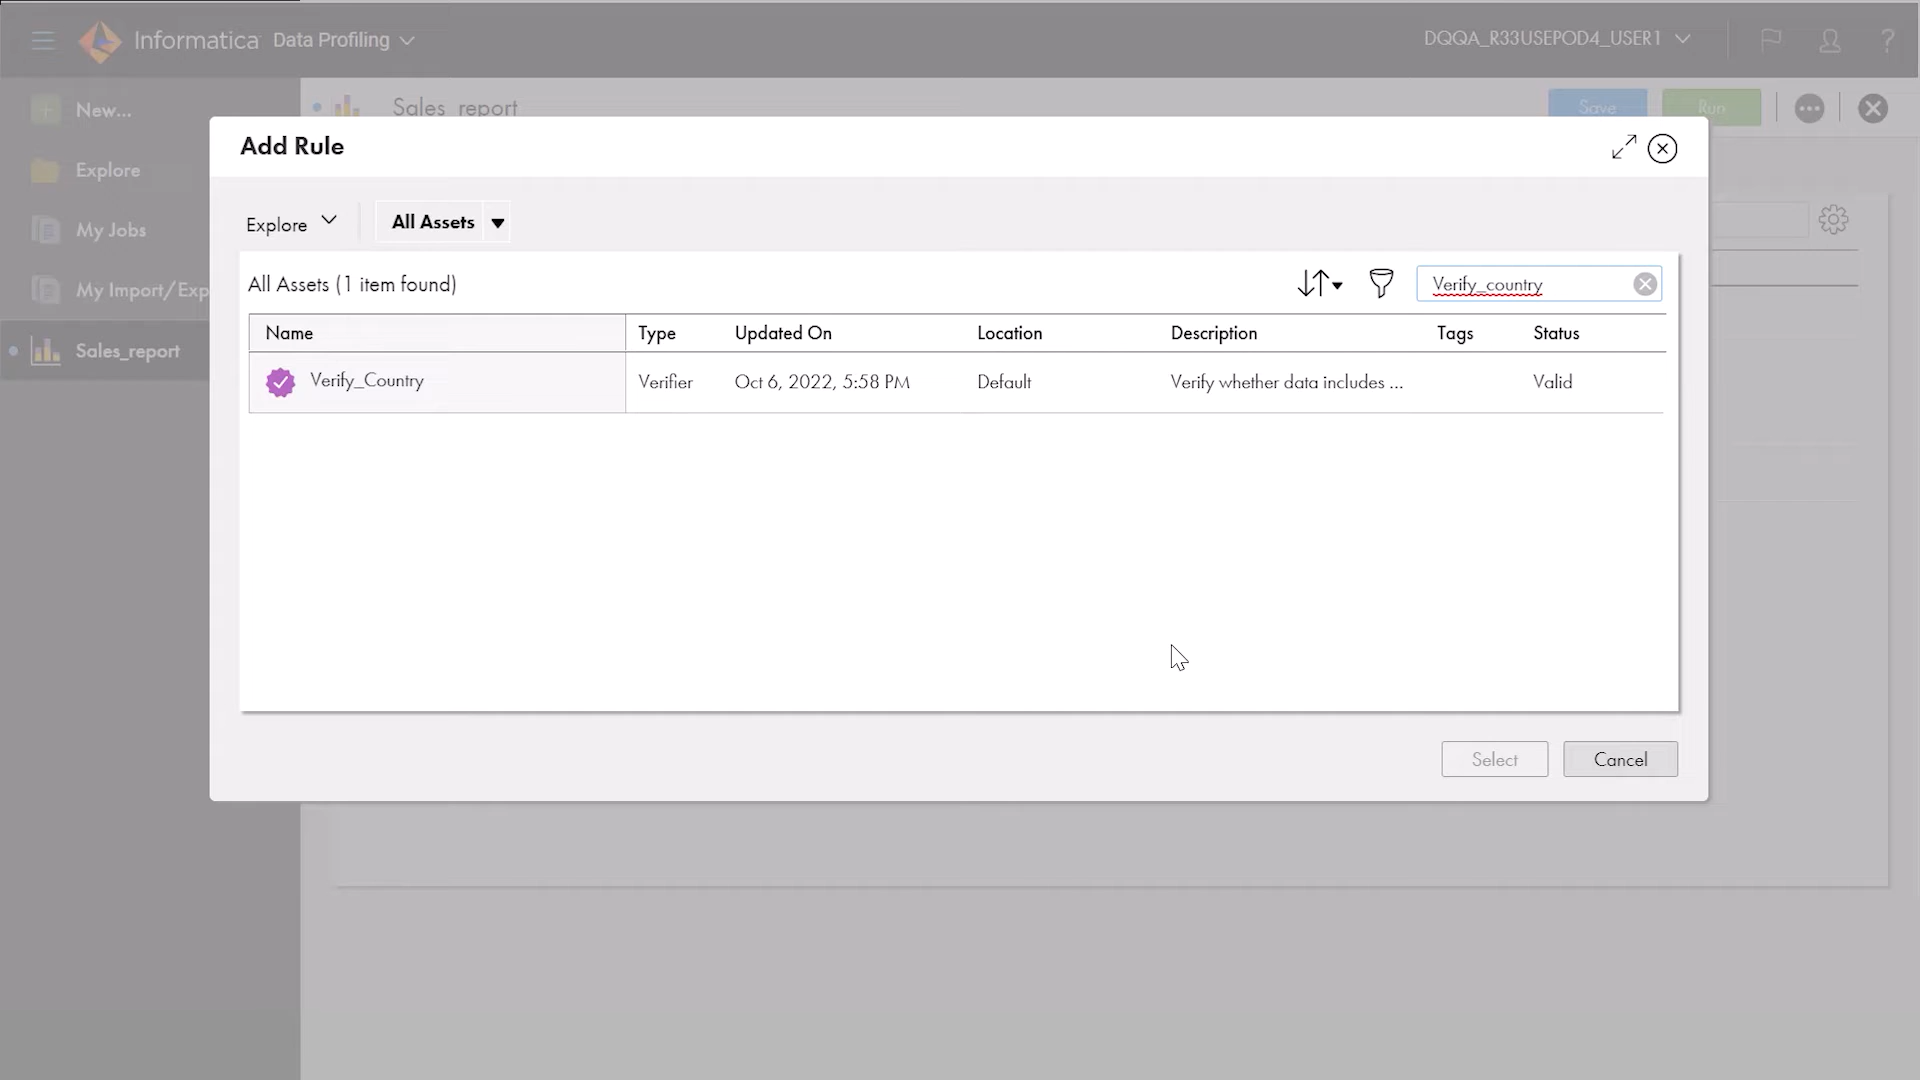 Informatica Data Profiling
DQQA_R33USEPOD4_USER1
?
New...
Sales_report
Save
Run
Add Rule
Explore
Explore
All Assets
My Jobs
All Assets (1 item found)
Verify_country
My Import/Exp
Name Type Updated On Location Description Tags Status
Sales_report
Verify_Country Verifier Oct 6, 2022, 5:58 PM Default Verify whether data includes ... Valid
Select
Cancel